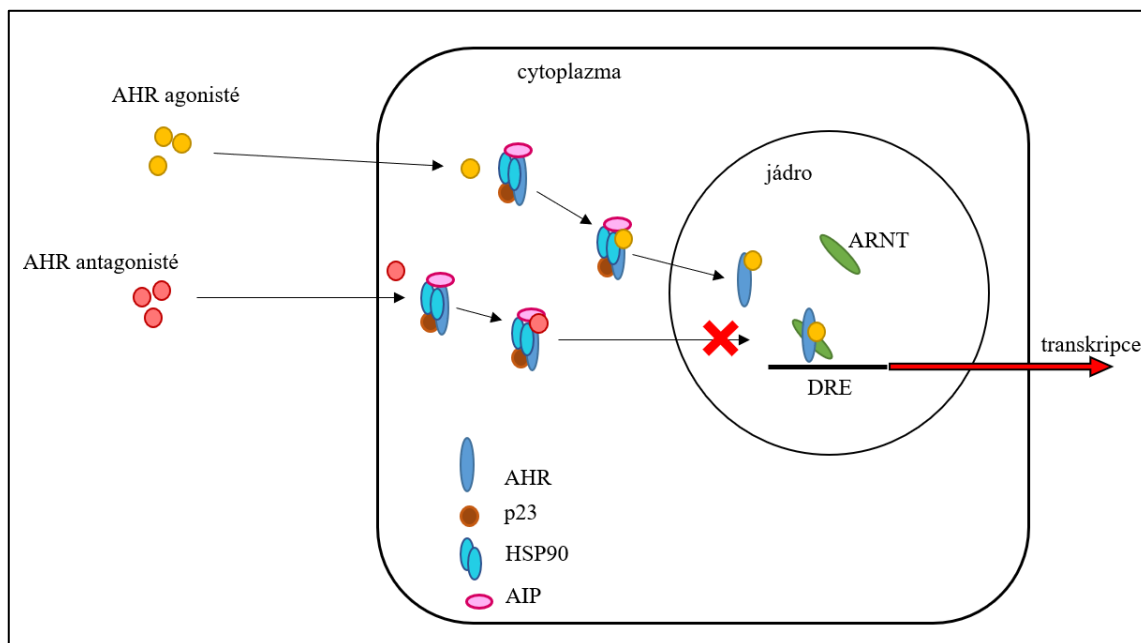 cytoplazma
AHR agonisté
jádro
ARNT
AHR antagonisté
transkripce
DRE
AHR
p23
HSP90
AIP